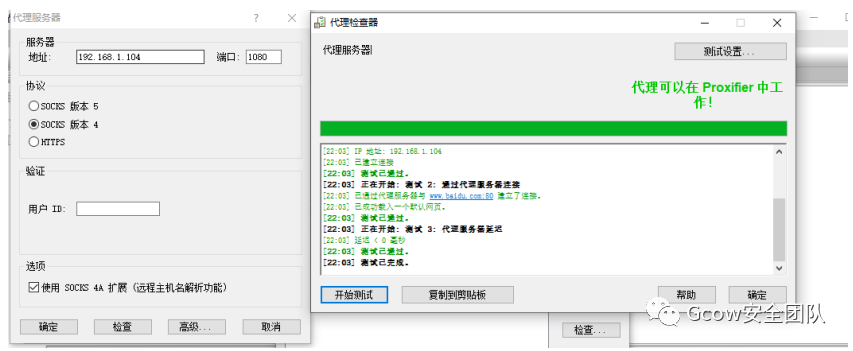 代理服务器
服务器
地址: 192.168.1.104 端口: 1080
协议
SOCKS 版本 5
SOCKS 版本 4
HTTPS
验证
用户 ID:
选项
使用 SOCKS 4A 扩展 (远程主机名解析功能)
确定 检查 高级... 取消
代理检查器
代理服务器
测试设置...
代理可以在 Proxifier 中工
作!
[22:03] IP 地址: 192.168.1.104
[22:03] 已建立连接
[22:03] 测试已通过.
[22:03] 正在开始: 测试 2: 通过代理服务器连接
[22:03] 已通过代理服务器与 www.baidu.com:80 建立了连接.
[22:03] 已成功载入一个默认网页.
[22:03] 测试已通过.
[22:03] 正在开始: 测试 3: 代理服务器延迟
[22:03] 延迟 < 0 毫秒
[22:03] 测试已通过.
[22:03] 测试已完成.
开始测试 复制到剪贴板 帮助 确定
检查...
Gcow安全团队